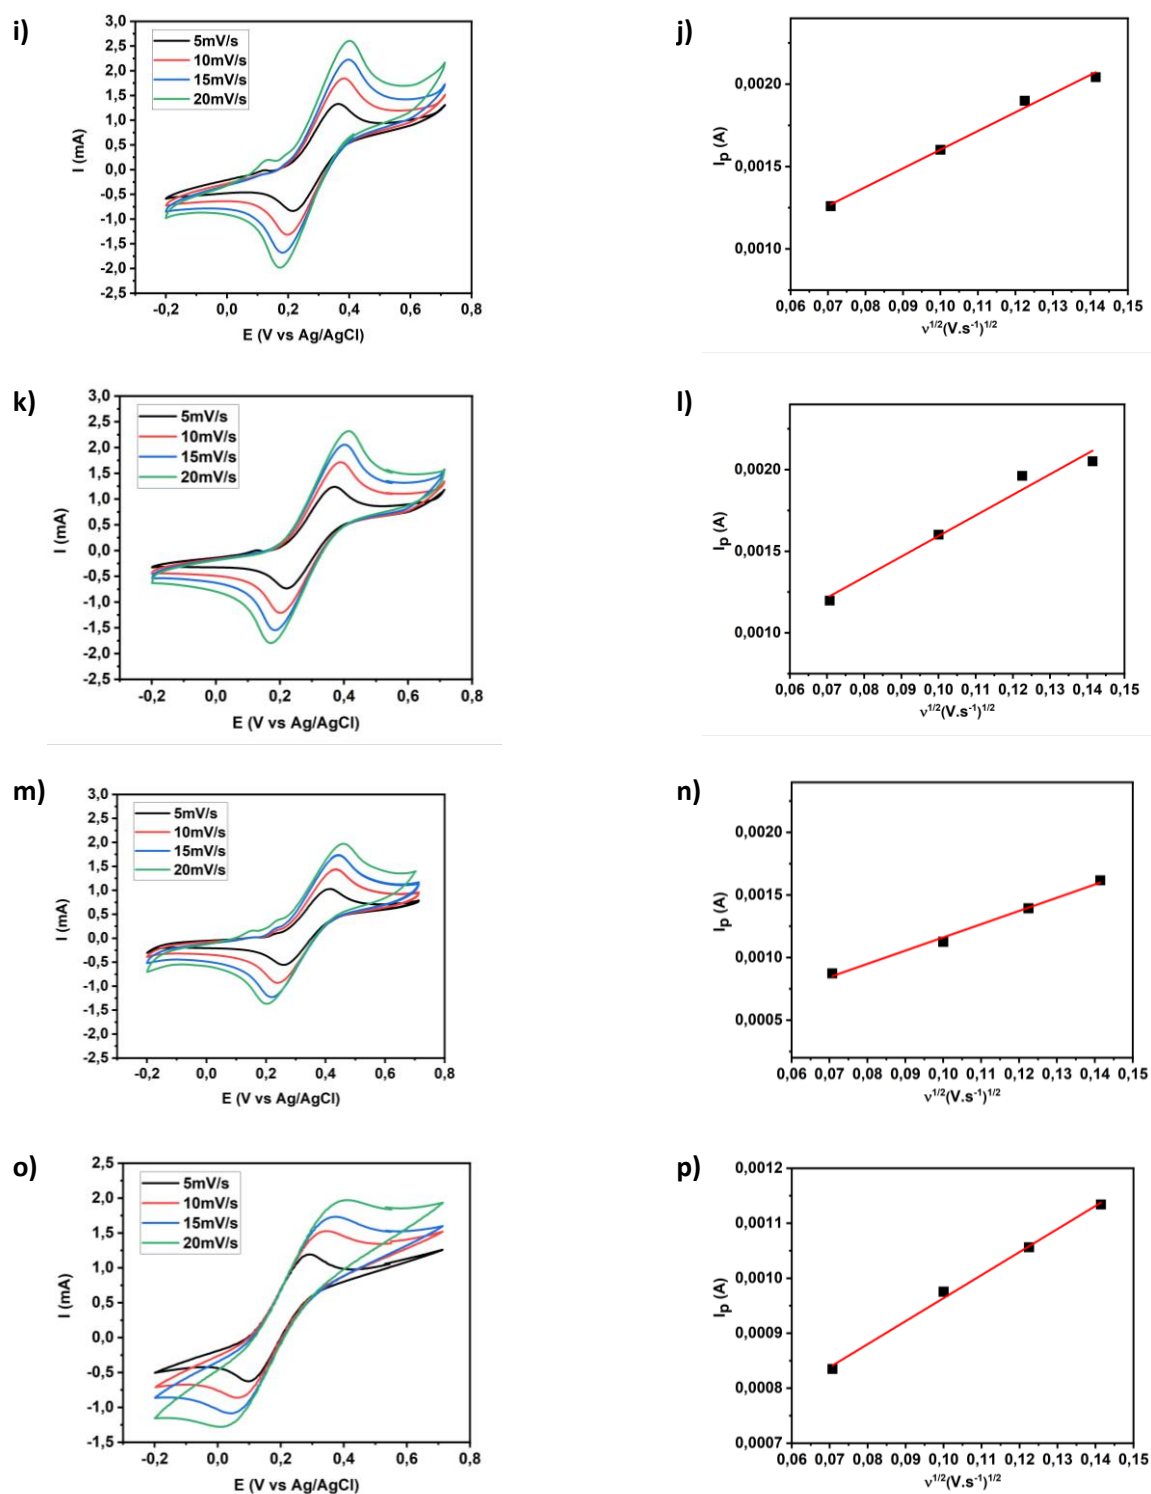 i)
5mV/s
10mV/s
15mV/s
20mV/s
3,0
2,5
2,0
1,5
1,0
0,5
0,0
-0,5
-1,0
-1,5
-2,0
-2,5
I (mA)
-0,2 0,0 0,2 0,4 0,6 0,8
E (V vs Ag/AgCl)
j)
0,0020
0,0015
0,0010
Ip (A)
0,06 0,07 0,08 0,09 0,10 0,11 0,12 0,13 0,14 0,15
v1/2(V.s-1)1/2
k)
5mV/s
10mV/s
15mV/s
20mV/s
3,0
2,5
2,0
1,5
1,0
0,5
0,0
-0,5
-1,0
-1,5
-2,0
-2,5
I (mA)
-0,2 0,0 0,2 0,4 0,6 0,8
E (V vs Ag/AgCl)
l)
0,0020
0,0015
0,0010
Ip (A)
0,06 0,07 0,08 0,09 0,10 0,11 0,12 0,13 0,14 0,15
v1/2(V.s-1)1/2
m)
5mV/s
10mV/s
15mV/s
20mV/s
3,0
2,5
2,0
1,5
1,0
0,5
0,0
-0,5
-1,0
-1,5
-2,0
-2,5
I (mA)
-0,2 0,0 0,2 0,4 0,6 0,8
E (V vs Ag/AgCl)
n)
0,0020
0,0015
0,0010
0,0005
Ip (A)
0,06 0,07 0,08 0,09 0,10 0,11 0,12 0,13 0,14 0,15
v1/2(V.s-1)1/2
o)
5mV/s
10mV/s
15mV/s
20mV/s
2,5
2,0
1,5
1,0
0,5
0,0
-0,5
-1,0
-1,5
I (mA)
-0,2 0,0 0,2 0,4 0,6 0,8
E (V vs Ag/AgCl)
p)
0,0012
0,0011
0,0010
0,0009
0,0008
0,0007
Ip (A)
0,06 0,07 0,08 0,09 0,10 0,11 0,12 0,13 0,14 0,15
v1/2(V.s-1)1/2